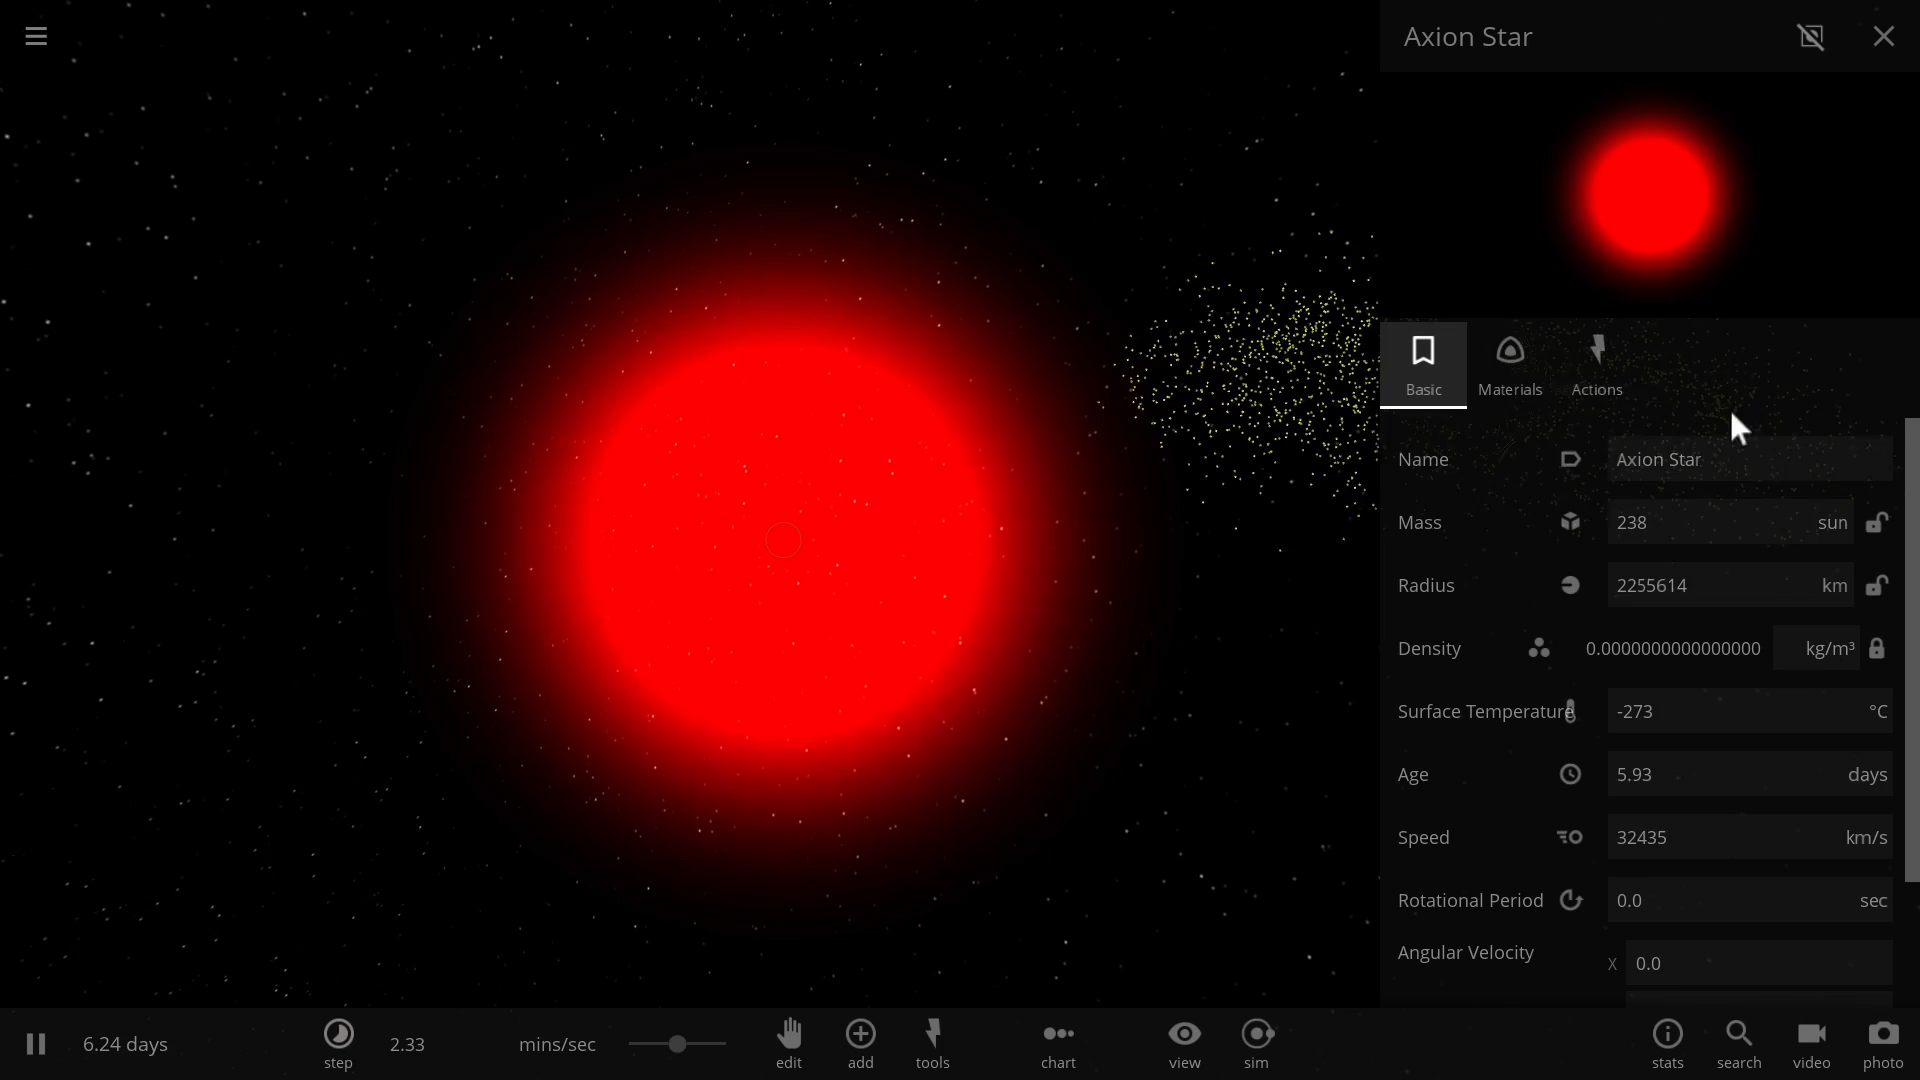 Axion Star
Basic
Materials
Actions
Name Axion Star
Mass 238 sun
Radius 2255614 km
Density 0.0000000000000000 kg/m³
Surface Temperature -273 °C
Age 5.93 days
Speed 32435 km/s
Rotational Period 0.0 sec
Angular Velocity X 0.0
6.24 days
step
2.33 mins/sec
edit
add
tools
chart
view
sim
stats
search
video
photo